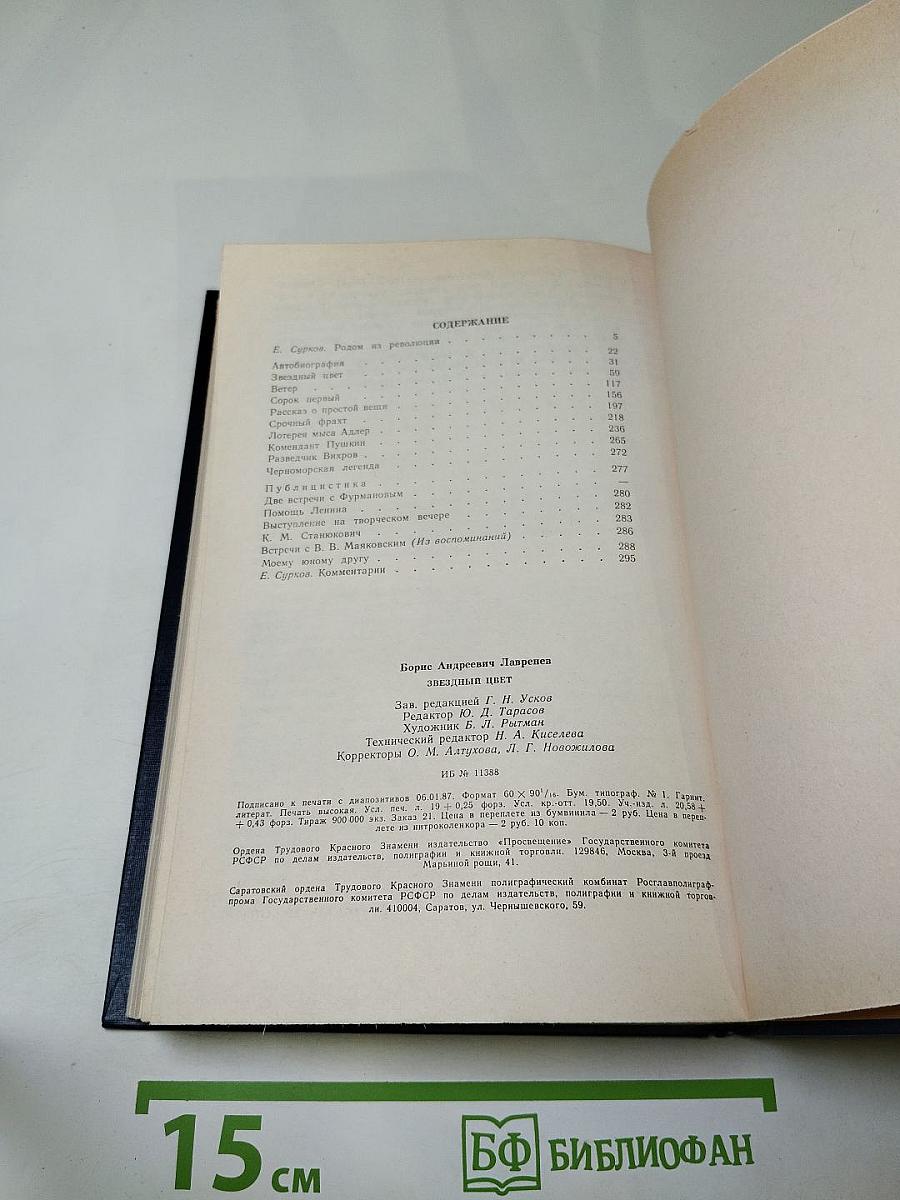 СОДЕРЖАНИЕ
Е. Сурков. Родом из революции . . . . . . . . 5
Автобиография . . . . . . . . 22
Звездный цвет . . . . . . . . 31
Ветер . . . . . . . . 59
Сорок первый . . . . . . . . 117
Рассказ о простой вещи . . . . . . . . 156
Срочный фрахт . . . . . . . . 197
Лотерея мыса Адлер . . . . . . . . 218
Комендант Пушкин . . . . . . . . 236
Разведчик Вихров . . . . . . . . 265
Черноморская легенда . . . . . . . . 272
Публицистика . . . . . . . . 277
Две встречи с Фурмановым . . . . . . . . —
Помощь Ленина . . . . . . . . 280
Выступление на творческом вечере . . . . . . . . 282
К. М. Станюкович . . . . . . . . 283
Встречи с В. В. Маяковским (Из воспоминаний) . . . . . . . . 286
Моему юному другу . . . . . . . . 288
Е. Сурков. Комментарии . . . . . . . . 295
Борис Андреевич Лавренев
ЗВЕЗДНЫЙ ЦВЕТ
Зав. редакцией Г. Н. Усков
Редактор Ю. Д. Тарасов
Художник Б. Л. Рытман
Технический редактор Н. А. Киселева
Корректоры О. М. Алтухова, Л. Г. Новожилова
ИБ № 11388
Подписано к печати с диапозитивов 06.01.87. Формат 60 × 90¹/₁₆. Бум. типограф. № 1. Гарнит.
литерат. Печать высокая. Усл. печ. л. 19 + 0,25 форз. Усл. кр.-отт. 19,50. Уч.-изд. л. 20,58 +
+ 0,43 форз. Тираж 900 000 экз. Заказ 21. Цена в переплете из бумвинила — 2 руб. Цена в переп-
лете из нитроколенкора — 2 руб. 10 коп.
Ордена Трудового Красного Знамени издательство «Просвещение» Государственного комитета
РСФСР по делам издательств, полиграфии и книжной торговли. 129846, Москва, 3-й проезд
Марьиной рощи, 41.
Саратовский ордена Трудового Красного Знамени полиграфический комбинат Росглавполиграф-
прома Государственного комитета РСФСР по делам издательств, полиграфии и книжной торгов-
ли. 410004, Саратов, ул. Чернышевского, 59.
15 см
БФ БИБЛИОФАН